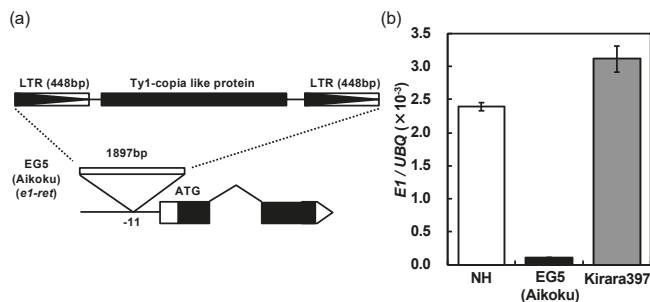 (a)
LTR (448bp) Ty1-copia like protein LTR (448bp)
1897bp
EG5
(Aikoku)
(e1-ret)
ATG
-11
(b)
E1 / UBQ (×10⁻³)
3.5
3.0
2.5
2.0
1.5
1.0
0.5
0.0
NH EG5 Kirara397
(Aikoku)